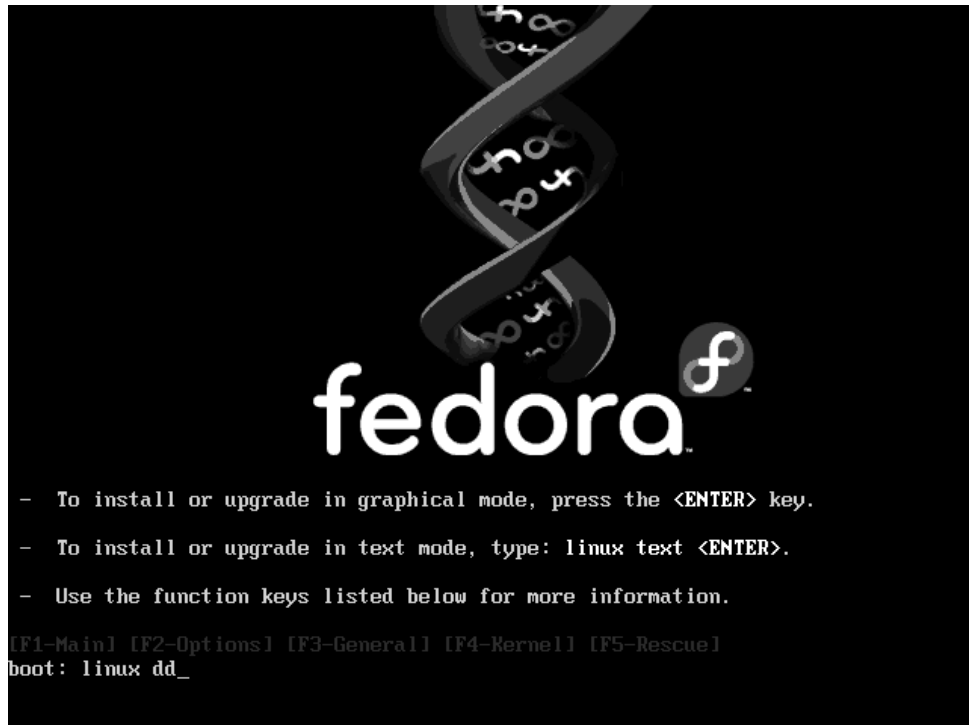 fedora
- To install or upgrade in graphical mode, press the <ENTER> key.
- To install or upgrade in text mode, type: linux text <ENTER>.
- Use the function keys listed below for more information.
[F1-Main] [F2-Options] [F3-General] [F4-Kernel] [F5-Rescue]
boot: linux dd_